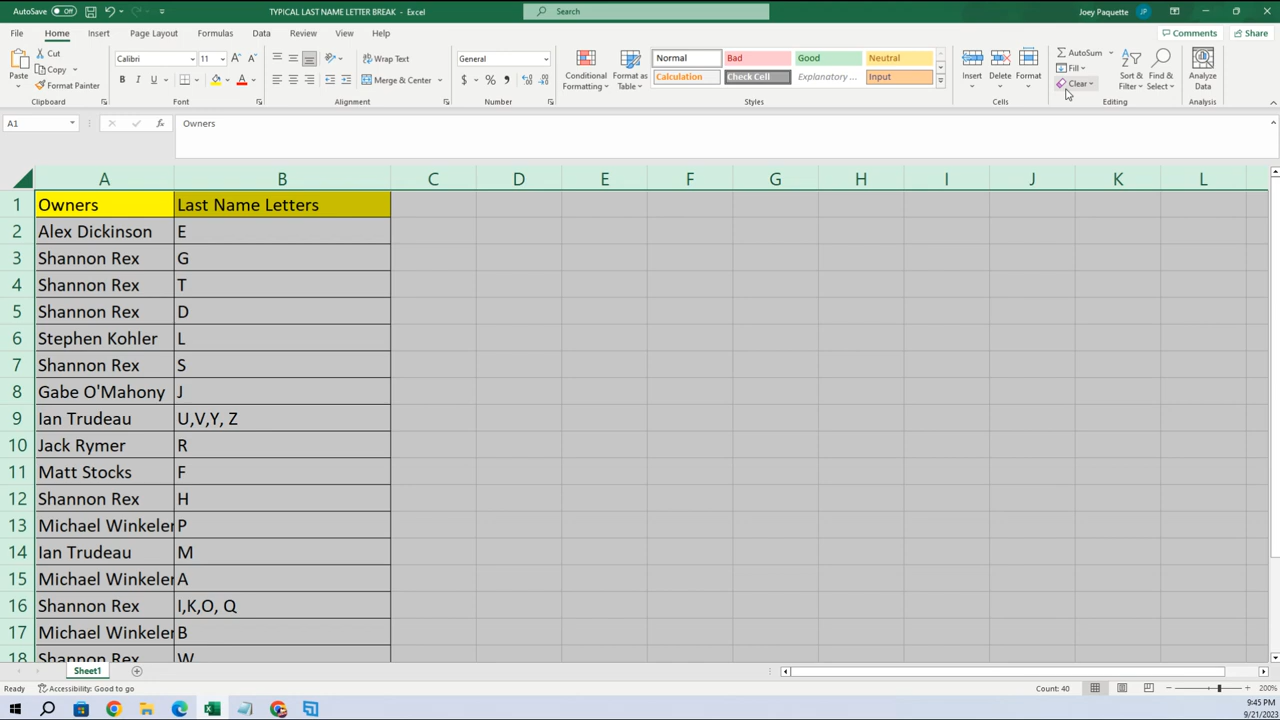 AutoSave Off
TYPICAL LAST NAME LETTER BREAK - Excel
Search
Joey Paquette
JP
File Home Insert Draw Page Layout Formulas Data Review View Help
Comments
Share
Paste
Cut
Copy
Format Painter
Clipboard
Calibri 11
B I U
Font
Wrap Text
Merge & Center
Alignment
General
$ % 
Number
Conditional Formatting
Format as Table
Normal Bad Good Neutral
Calculation Check Cell Explanatory ... Input
Styles
Insert Delete Format
Cells
AutoSum
Fill
Clear
Sort & Filter
Find & Select
Editing
Analyze Data
Analysis
A1
fx
Owners
A B C D E F G H I J K L
1 Owners Last Name Letters
2 Alex Dickinson E
3 Shannon Rex G
4 Shannon Rex T
5 Shannon Rex D
6 Stephen Kohler L
7 Shannon Rex S
8 Gabe O'Mahony J
9 Ian Trudeau U,V,Y, Z
10 Jack Rymer R
11 Matt Stocks F
12 Shannon Rex H
13 Michael Winkeler P
14 Ian Trudeau M
15 Michael Winkeler A
16 Shannon Rex I,K,O, Q
17 Michael Winkeler B
18 Shannon Rex W
Sheet1
Ready
Accessibility: Good to go
Count: 40
200%
9:45 PM
9/21/2023